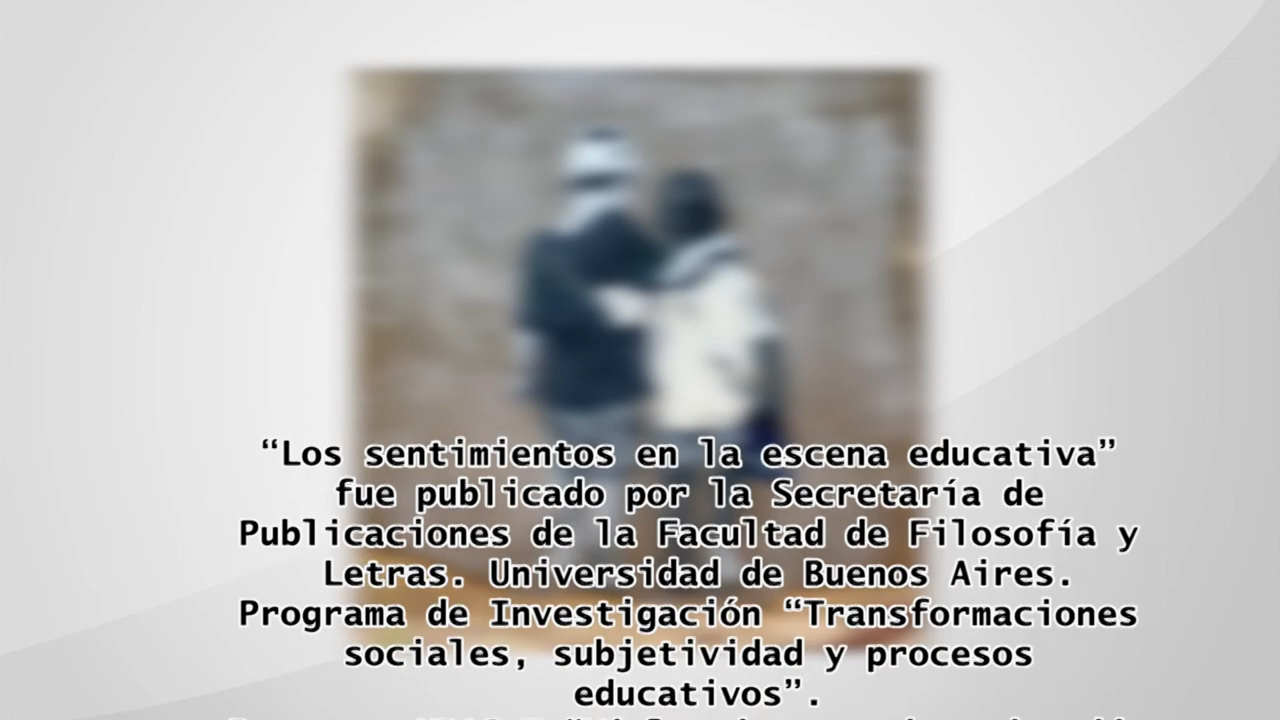 “Los sentimientos en la escena educativa”
fue publicado por la Secretaría de
Publicaciones de la Facultad de Filosofía y
Letras. Universidad de Buenos Aires.
Programa de Investigación “Transformaciones
sociales, subjetividad y procesos
educativos”.